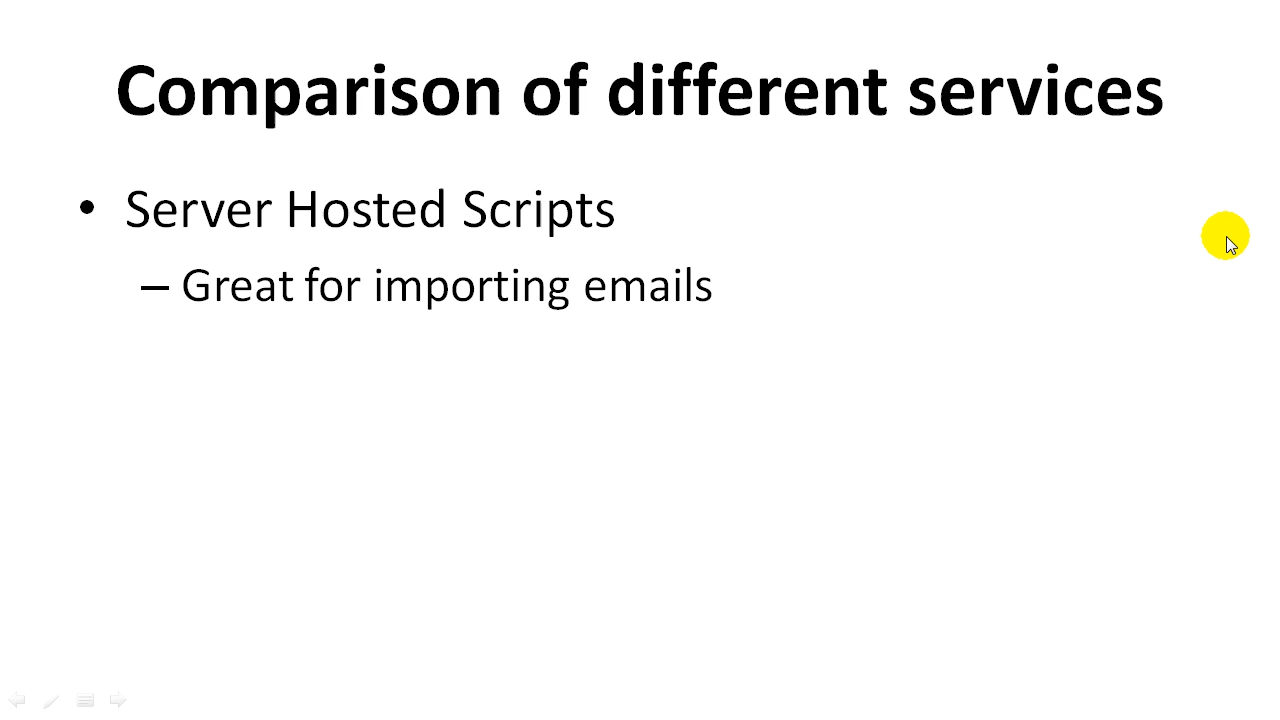 Comparison of different services
• Server Hosted Scripts
– Great for importing emails